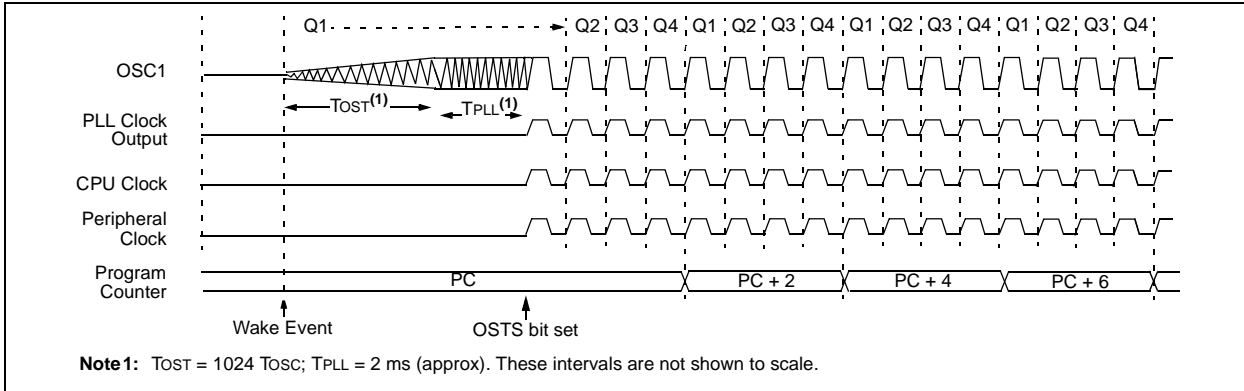 Q1 Q2 Q3 Q4 Q1 Q2 Q3 Q4 Q1 Q2 Q3 Q4 Q1 Q2 Q3 Q4
OSC1
TOST(1) TPLL(1)
PLL Clock
Output
CPU Clock
Peripheral
Clock
Program
Counter
PC PC + 2 PC + 4 PC + 6
Wake Event OSTS bit set
Note1: TOST = 1024 TOSC; TPLL = 2 ms (approx). These intervals are not shown to scale.